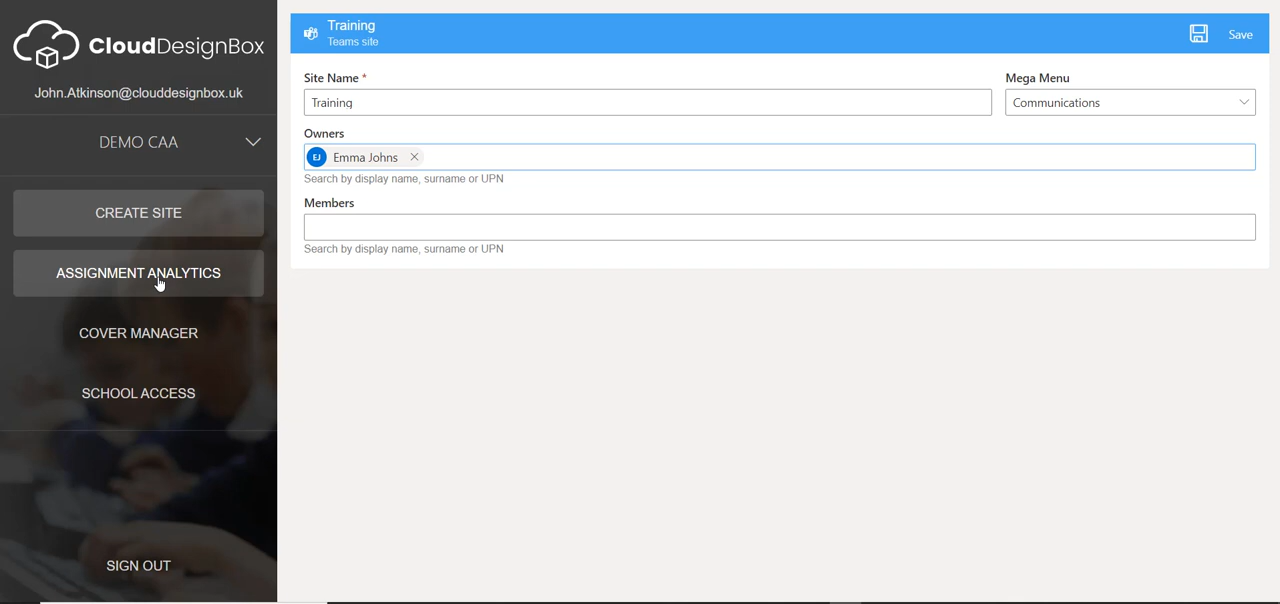 CloudDesignBox
John.Atkinson@clouddesignbox.uk
DEMO CAA
CREATE SITE
ASSIGNMENT ANALYTICS
COVER MANAGER
SCHOOL ACCESS
SIGN OUT
Training
Teams site
Save
Site Name *
Mega Menu
Training
Communications
Owners
EJ Emma Johns
Search by display name, surname or UPN
Members
Search by display name, surname or UPN